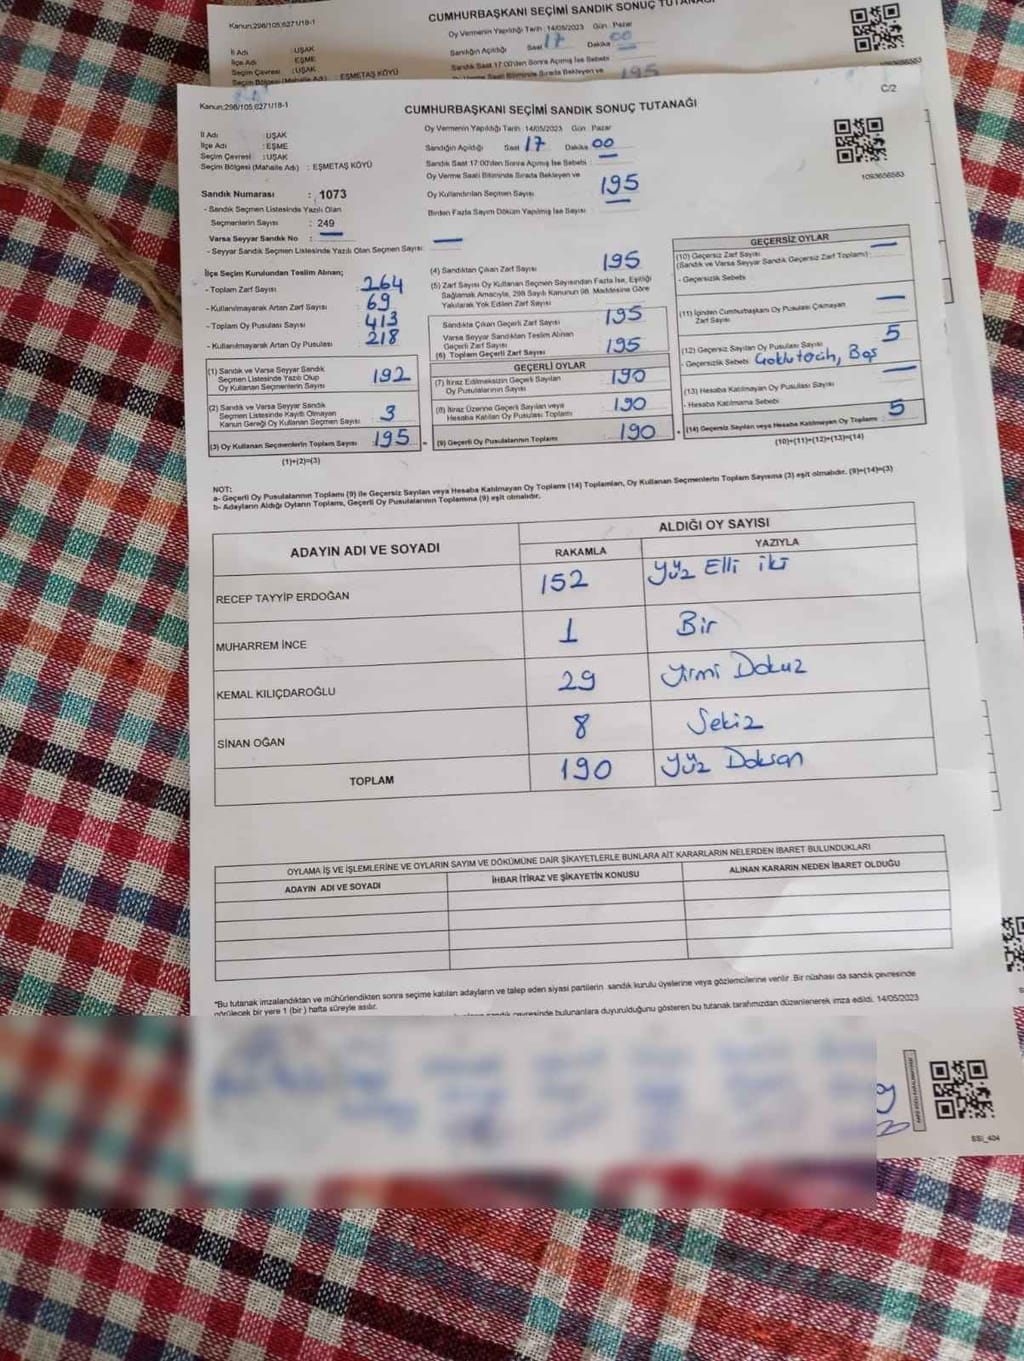 Kanun;298/105,6271/18-1
CUMHURBAŞKANI SEÇİMİ SANDIK SONUÇ TUTANAĞI
Oy Vermenin Yapıldığı Tarih : 14/05/2023 Gün : Pazar
İl Adı : UŞAK
İlçe Adı : EŞME
Seçim Çevresi : UŞAK
Seçim Bölgesi (Mahalle Adı) : EŞMETAŞ KÖYÜ
Sandığın Açıldığı Saat 17 Dakika 00
195
Kanun;298/105,6271/18-1
CUMHURBAŞKANI SEÇİMİ SANDIK SONUÇ TUTANAĞI
C/2
İl Adı : UŞAK
İlçe Adı : EŞME
Seçim Çevresi : UŞAK
Seçim Bölgesi (Mahalle Adı) : EŞMETAŞ KÖYÜ
Oy Vermenin Yapıldığı Tarih : 14/05/2023 Gün : Pazar
Sandığın Açıldığı Saat 17 Dakika 00
Sandık Saat 17:00'den Sonra Açılmış İse Sebebi :
Oy Verme Saati Bitiminde Sırada Bekleyen ve
Oy Kullandırılan Seçmen Sayısı 195
Birden Fazla Sayım Döküm Yapılmış İse Sayısı :
1093656563
Sandık Numarası : 1073
- Sandık Seçmen Listesinde Yazılı Olan
Seçmenlerin Sayısı : 249
Varsa Seyyar Sandık No : —
- Seyyar Sandık Seçmen Listesinde Yazılı Olan Seçmen Sayısı: —
İlçe Seçim Kurulundan Teslim Alınan;
- Toplam Zarf Sayısı : 264
- Kullanılmayarak Artan Zarf Sayısı : 69
- Toplam Oy Pusulası Sayısı : 413
- Kullanılmayarak Artan Oy Pusulası : 218
(1) Sandık ve Varsa Seyyar Sandık
Seçmen Listesinde Yazılı Olup
Oy Kullanan Seçmenlerin Sayısı : 192
(2) Sandık ve Varsa Seyyar Sandık
Seçmen Listesinde Kayıtlı Olmayan
Kanun Gereği Oy Kullanan Seçmen Sayısı : 3
(3) Oy Kullanan Seçmenlerin Toplam Sayısı : 195
(1)+(2)=(3)
(4) Sandıktan Çıkan Zarf Sayısı : 195
(5) Zarf Sayısı Oy Kullanan Seçmen Sayısından Fazla İse, Eşitliği
Sağlamak Amacıyla, 298 Sayılı Kanunun 98. Maddesine Göre
Yakılarak Yok Edilen Zarf Sayısı
Sandıkta Çıkan Geçerli Zarf Sayısı : 195
Varsa Seyyar Sandıktan Teslim Alınan
Geçerli Zarf Sayısı
(6) Toplam Geçerli Zarf Sayısı : 195
GEÇERLİ OYLAR
(7) İtiraz Edilmeksizin Geçerli Sayılan
Oy Pusulalarının Sayısı : 190
(8) İtiraz Üzerine Geçerli Sayılan veya
Hesaba Katılan Oy Pusulası Toplamı : 190
= (9) Geçerli Oy Pusulalarının Toplamı : 190
GEÇERSİZ OYLAR
(10) Geçersiz Zarf Sayısı —
(Sandık ve Varsa Seyyar Sandık Geçersiz Zarf Toplamı) :
- Geçersizlik Sebebi :
(11) İçinden Cumhurbaşkanı Oy Pusulası Çıkmayan —
Zarf Sayısı
(12) Geçersiz Sayılan Oy Pusulası Sayısı : 5
- Geçersizlik Sebebi
(13) Hesaba Katılmayan Oy Pusulası Sayısı —
- Hesaba Katılmama Sebebi
+ (14) Geçersiz Sayılan veya Hesaba Katılmayan Oy Toplamı : 5
(10)+(11)+(12)+(13)=(14)
NOT:
a- Geçerli Oy Pusulalarının Toplamı (9) ile Geçersiz Sayılan veya Hesaba Katılmayan Oy Toplamı (14) Toplamları, Oy Kullanan Seçmenlerin Toplam Sayısına (3) eşit olmalıdır. (9)+(14)=(3)
b- Adayların Aldığı Oyların Toplamı, Geçerli Oy Pusulalarının Toplamına (9) eşit olmalıdır.
ADAYIN ADI VE SOYADI
ALDIĞI OY SAYISI
RAKAMLA YAZIYLA
RECEP TAYYİP ERDOĞAN 152 Yüz Elli iki
MUHARREM İNCE 1 Bir
KEMAL KILIÇDAROĞLU 29 Yirmi Dokuz
SİNAN OĞAN 8 Sekiz
TOPLAM 190 Yüz Doksan
OYLAMA İŞ VE İŞLEMLERİNE VE OYLARIN SAYIM VE DÖKÜMÜNE DAİR ŞİKAYETLERLE BUNLARA AİT KARARLARIN NELERDEN İBARET BULUNDUKLARI
ADAYIN ADI VE SOYADI İHBAR İTİRAZ VE ŞİKAYETİN KONUSU ALINAN KARARIN NEDEN İBARET OLDUĞU
*Bu tutanak imzalandıktan ve mühürlendikten sonra seçime katılan adayların ve talep eden siyasi partilerin sandık kurulu üyelerine veya gözlemcilerine verilir. Bir nüshası da sandık çevresinde
görülecek bir yere 1 (bir) hafta süreyle asılır.
çevresinde bulunanlara duyurulduğunu gösteren bu tutanak tarafımızdan düzenlenerek imza edildi. 14/05/2023
SSİ_404